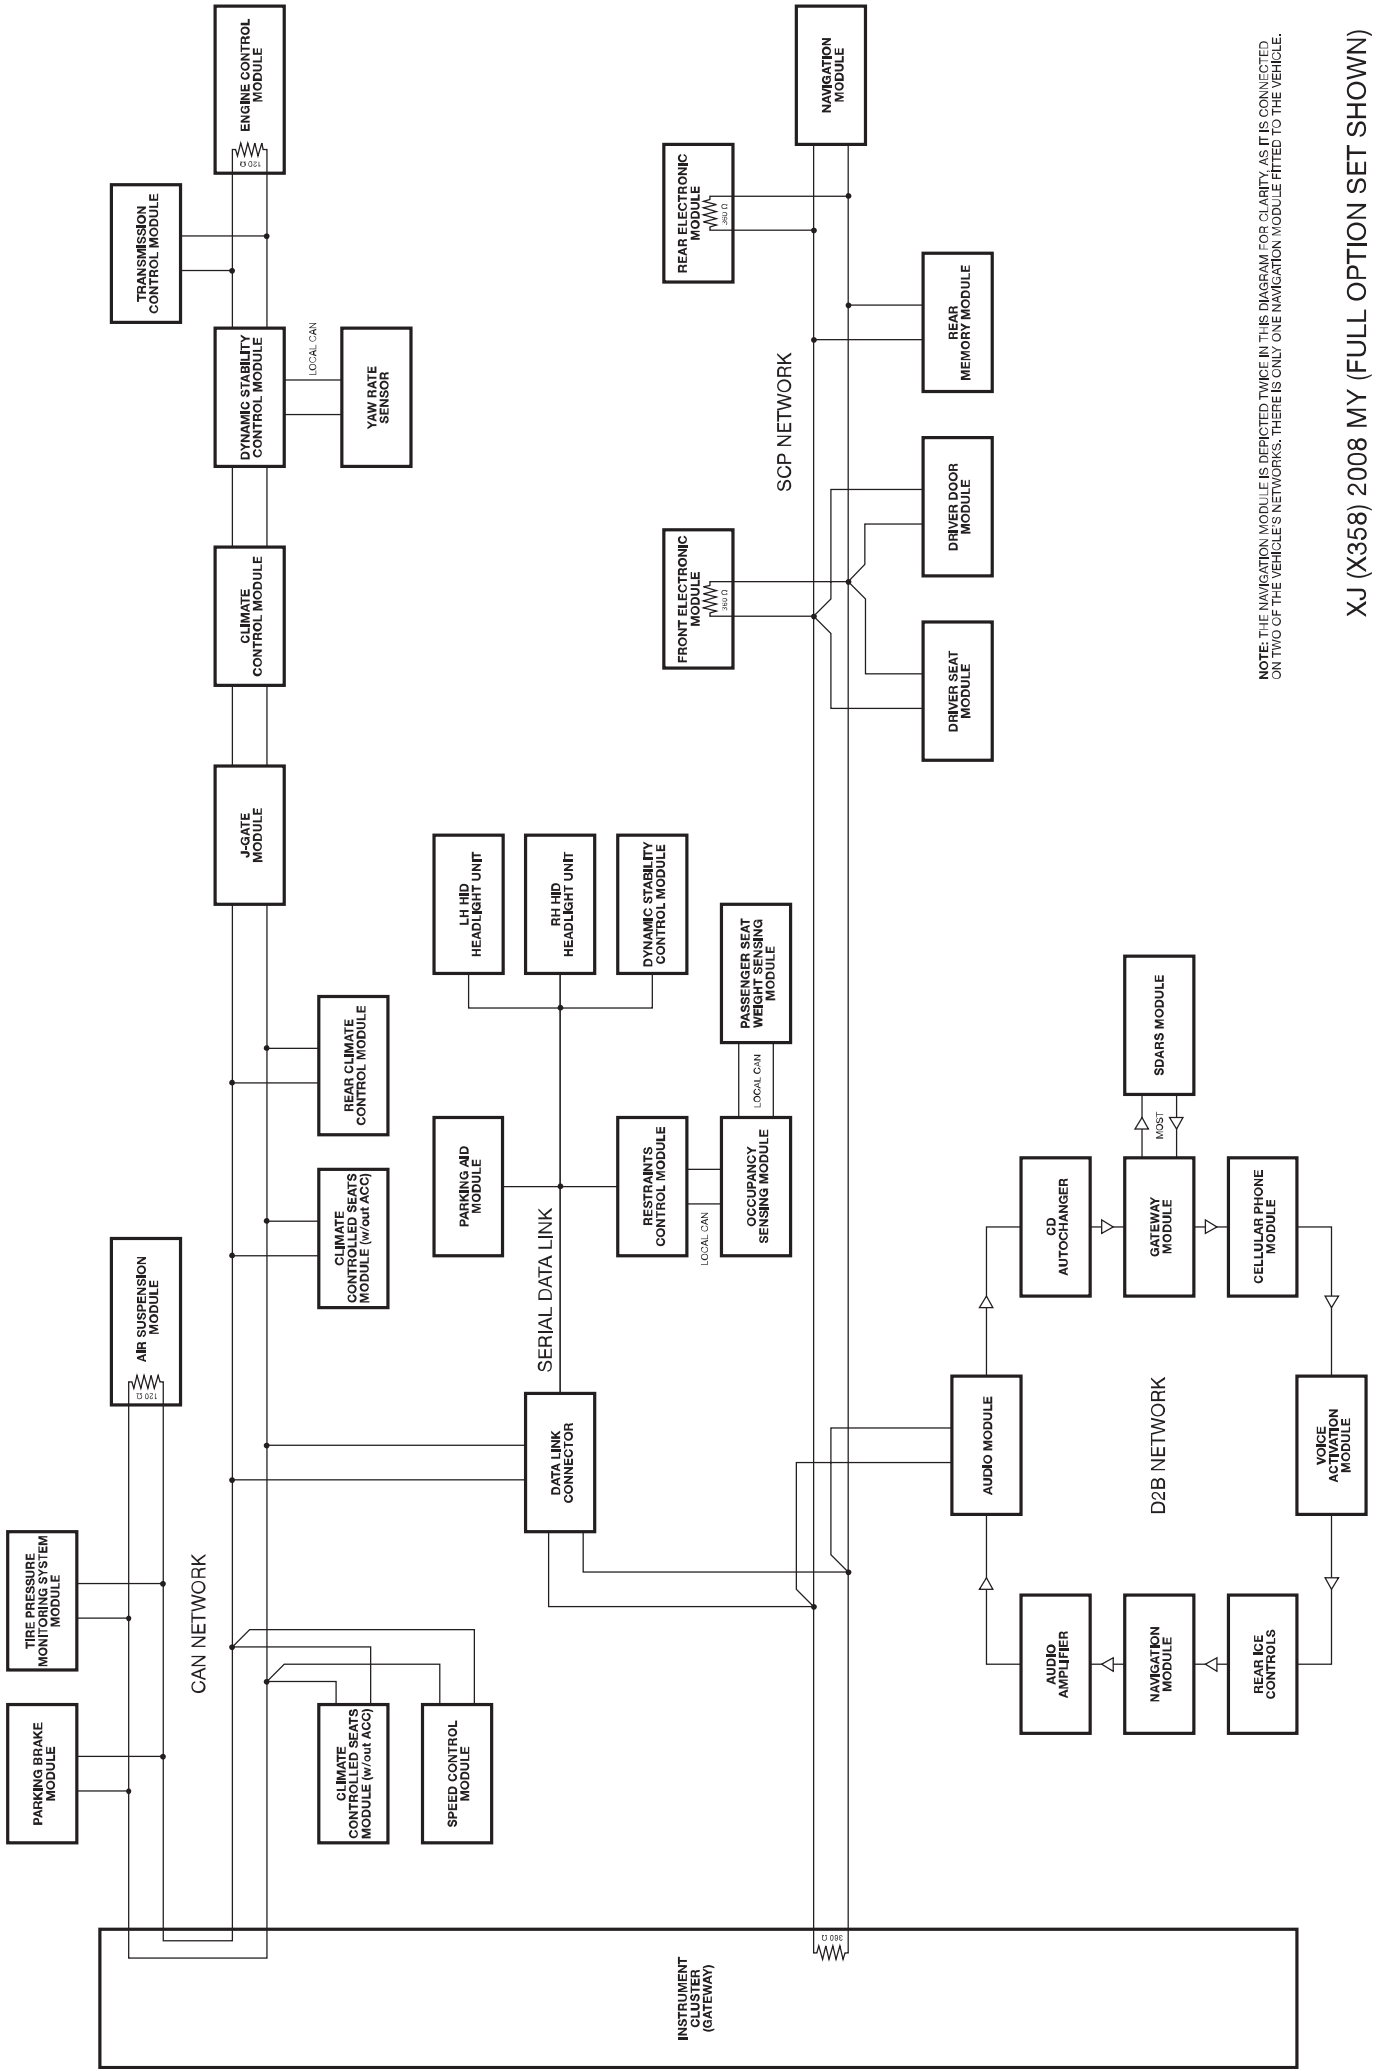 XJ (X358) 2008 MY (FULL OPTION SET SHOWN)
NOTE: THE NAVIGATION MODULE IS DEPICTED TWICE IN THIS DIAGRAM FOR CLARITY, AS IT IS CONNECTED
ON TWO OF THE VEHICLE'S NETWORKS. THERE IS ONLY ONE NAVIGATION MODULE FITTED TO THE VEHICLE.
INSTRUMENT
CLUSTER
(GATEWAY)
360 Ω
CAN NETWORK
PARKING BRAKE
MODULE
TIRE PRESSURE
MONITORING SYSTEM
MODULE
AIR SUSPENSION
MODULE
120 Ω
CLIMATE
CONTROLLED SEATS
MODULE (w/out ACC)
SPEED CONTROL
MODULE
CLIMATE
CONTROLLED SEATS
MODULE (w/out ACC)
REAR CLIMATE
CONTROL MODULE
J-GATE
MODULE
CLIMATE
CONTROL MODULE
DYNAMIC STABILITY
CONTROL MODULE
LOCAL CAN
YAW RATE
SENSOR
TRANSMISSION
CONTROL MODULE
ENGINE CONTROL
MODULE
120 Ω
DATA LINK
CONNECTOR
SERIAL DATA LINK
PARKING AID
MODULE
RESTRAINTS
CONTROL MODULE
LOCAL CAN
OCCUPANCY
SENSING MODULE
LOCAL CAN
PASSENGER SEAT
WEIGHT SENSING
MODULE
LH HID
HEADLIGHT UNIT
RH HID
HEADLIGHT UNIT
DYNAMIC STABILITY
CONTROL MODULE
SCP NETWORK
FRONT ELECTRONIC
MODULE
360 Ω
DRIVER SEAT
MODULE
DRIVER DOOR
MODULE
REAR ELECTRONIC
MODULE
360 Ω
REAR
MEMORY MODULE
NAVIGATION
MODULE
D2B NETWORK
AUDIO MODULE
CD
AUTOCHANGER
GATEWAY
MODULE
MOST
SDARS MODULE
CELLULAR PHONE
MODULE
VOICE
ACTIVATION
MODULE
REAR ICE
CONTROLS
NAVIGATION
MODULE
AUDIO
AMPLIFIER